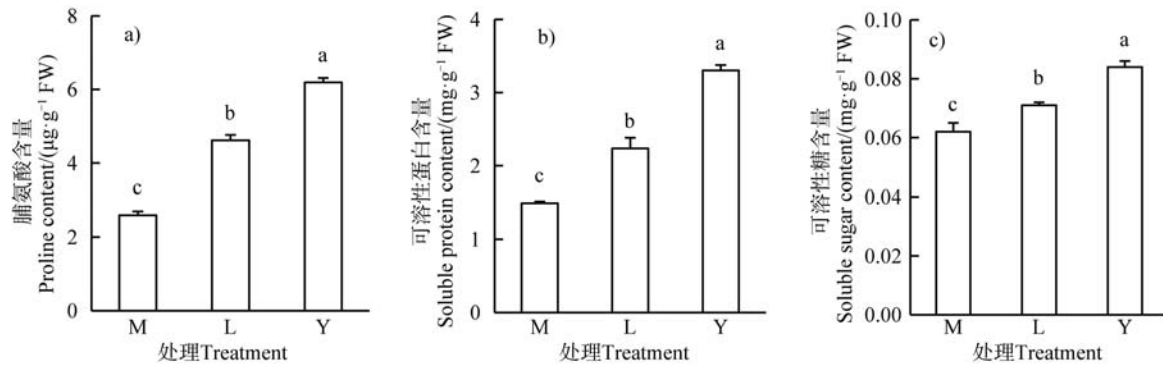 a)
脯氨酸含量
Proline content/(μg·g⁻¹ FW)
8
6
4
2
0
c
b
a
M L Y
处理Treatment
b)
可溶性蛋白含量
Soluble protein content/(mg·g⁻¹ FW)
4
3
2
1
0
c
b
a
M L Y
处理Treatment
c)
可溶性糖含量
Soluble sugar content/(mg·g⁻¹ FW)
0.10
0.08
0.06
0.04
0.02
0.00
c
b
a
M L Y
处理Treatment